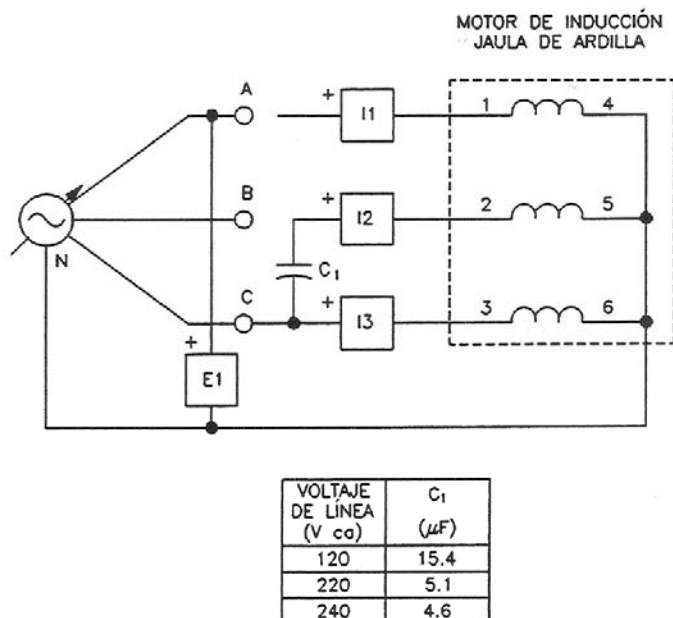 MOTOR DE INDUCCIÓN
JAULA DE ARDILLA
A
+
I1
1
4
B
+
I2
2
5
N
C₁
C
+
I3
3
6
+
E1
VOLTAJE DE LÍNEA (V ca) C₁ (µF)
120 15.4
220 5.1
240 4.6